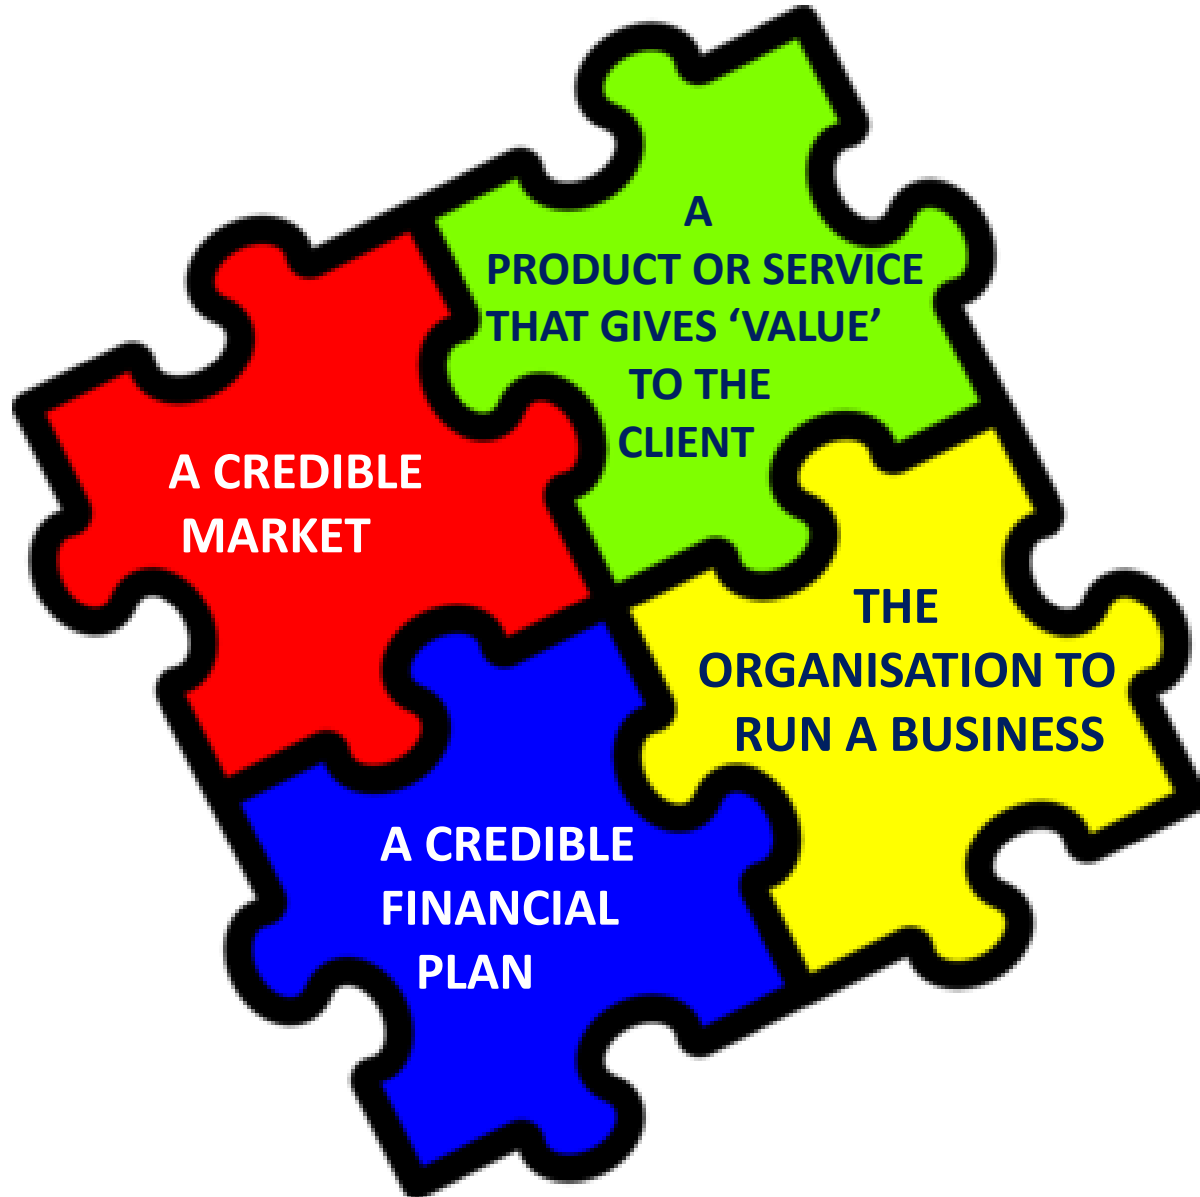 A
PRODUCT OR SERVICE
THAT GIVES ‘VALUE’
TO THE
CLIENT
A CREDIBLE
MARKET
THE
ORGANISATION TO
RUN A BUSINESS
A CREDIBLE
FINANCIAL
PLAN